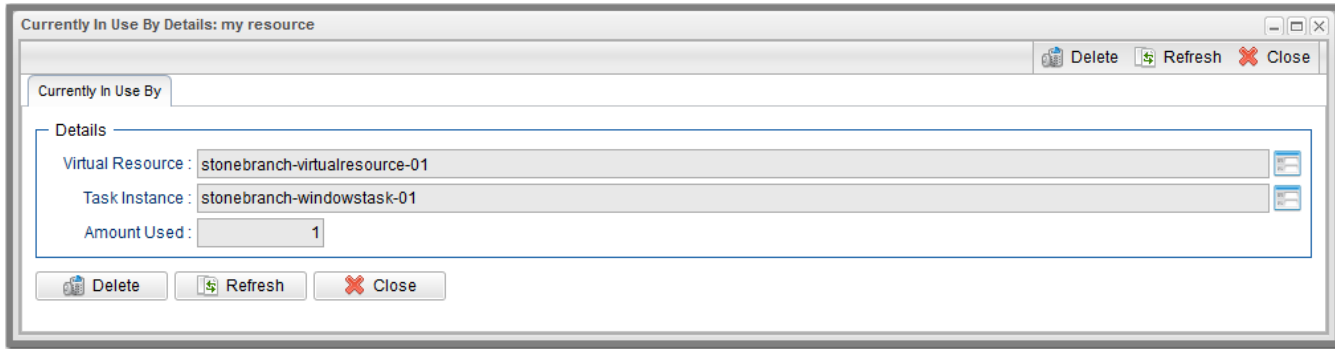 Currently In Use By Details: my resource
Delete Refresh Close
Currently In Use By
Details
Virtual Resource : stonebranch-virtualresource-01
Task Instance : stonebranch-windowstask-01
Amount Used : 1
Delete Refresh Close